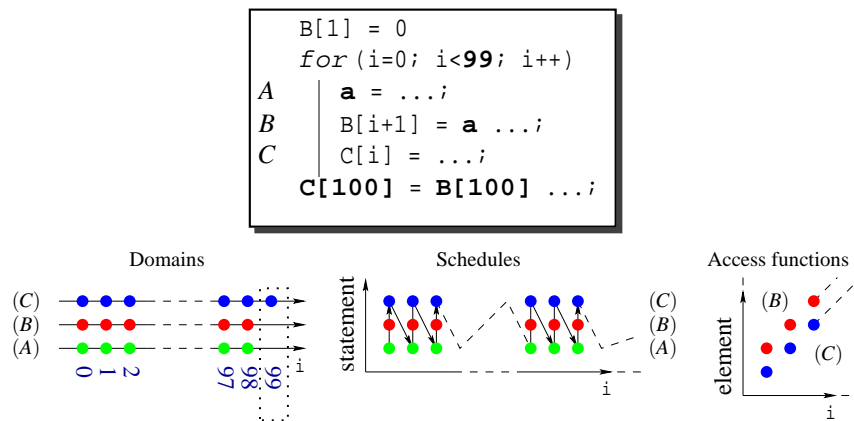 B[1] = 0
for (i=0; i<99; i++)
A a = ...;
B B[i+1] = a ...;
C C[i] = ...;
C[100] = B[100] ...;
Domains
(C)
(B)
(A)
i
0 1 2 97 98 99
Schedules
statement
(C)
(B)
(A)
i
Access functions
element
(B)
(C)
i